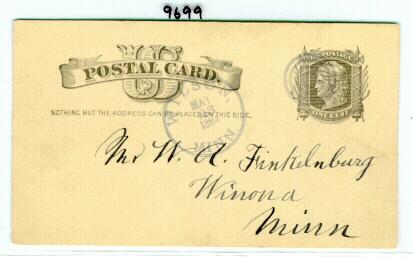 9699
U.S.
POSTAL CARD.
U.S. POSTAGE
ONE CENT
NOTHING BUT THE ADDRESS CAN BE PLACED ON THIS SIDE.
MAY
MINN.
Mr W. A. Finkelnburg
Winona
Minn